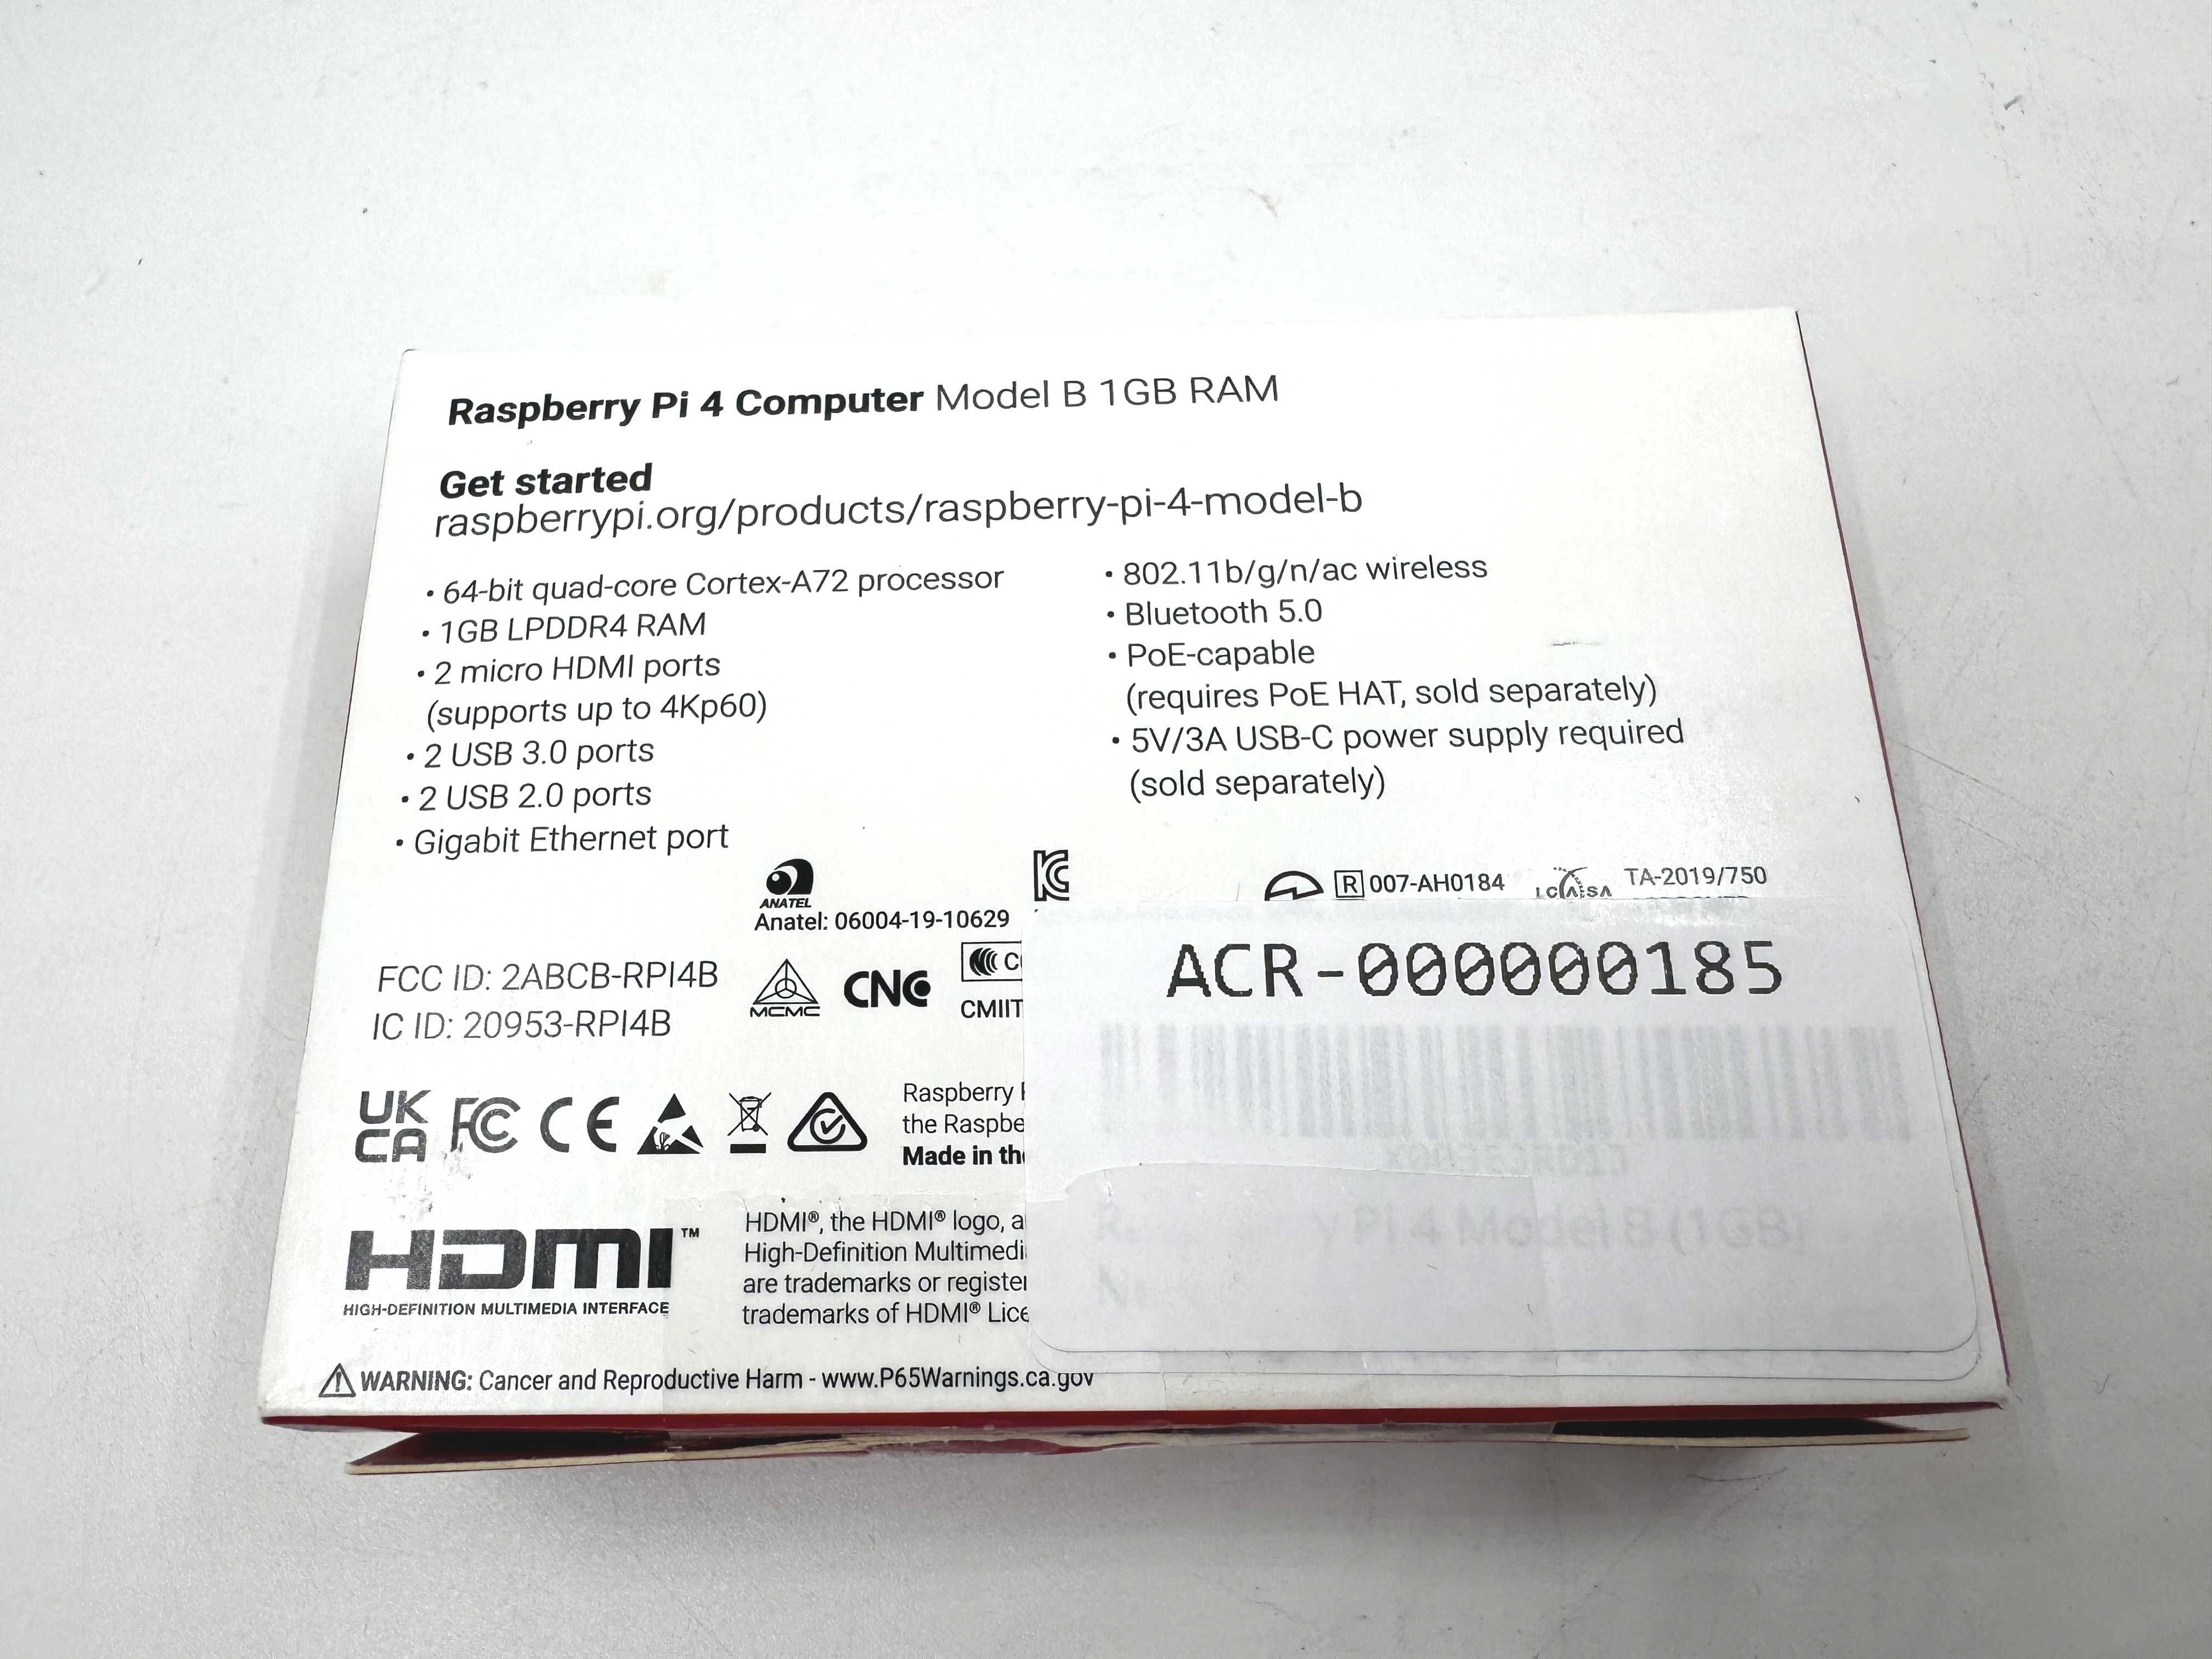 Raspberry Pi 4 Computer Model B 1GB RAM
Get started
raspberrypi.org/products/raspberry-pi-4-model-b
• 64-bit quad-core Cortex-A72 processor
• 1GB LPDDR4 RAM
• 2 micro HDMI ports
(supports up to 4Kp60)
• 2 USB 3.0 ports
• 2 USB 2.0 ports
• Gigabit Ethernet port
• 802.11b/g/n/ac wireless
• Bluetooth 5.0
• PoE-capable
(requires PoE HAT, sold separately)
• 5V/3A USB-C power supply required
(sold separately)
ANATEL
Anatel: 06004-19-10629
R 007-AH0184
TA-2019/750
FCC ID: 2ABCB-RPI4B
IC ID: 20953-RPI4B
MCMC
CNC
CMIIT
ACR-000000185
Pi 4 Model B (1GB)
UK
CA
FC CE
Raspberry
the Raspbe
Made in the
HDMI™
HIGH-DEFINITION MULTIMEDIA INTERFACE
HDMI®, the HDMI® logo, a
High-Definition Multimedi
are trademarks or register
trademarks of HDMI® Lice
WARNING: Cancer and Reproductive Harm - www.P65Warnings.ca.gov